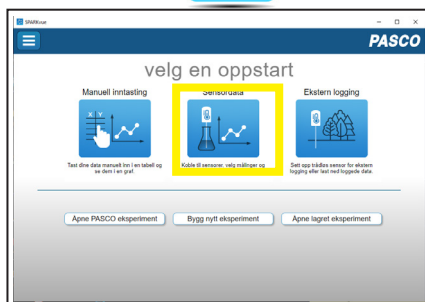 SPARKvue
PASCO
velg en oppstart
Manuell inntasting
Sensordata
Ekstern logging
X Y
Tast dine data manuelt inn i en tabell og
se dem i en graf.
Koble til sensorer, velg målinger og
Sett opp trådløs sensor for ekstern
logging eller last ned loggede data.
Åpne PASCO eksperiment
Bygg nytt eksperiment
Åpne lagret eksperiment